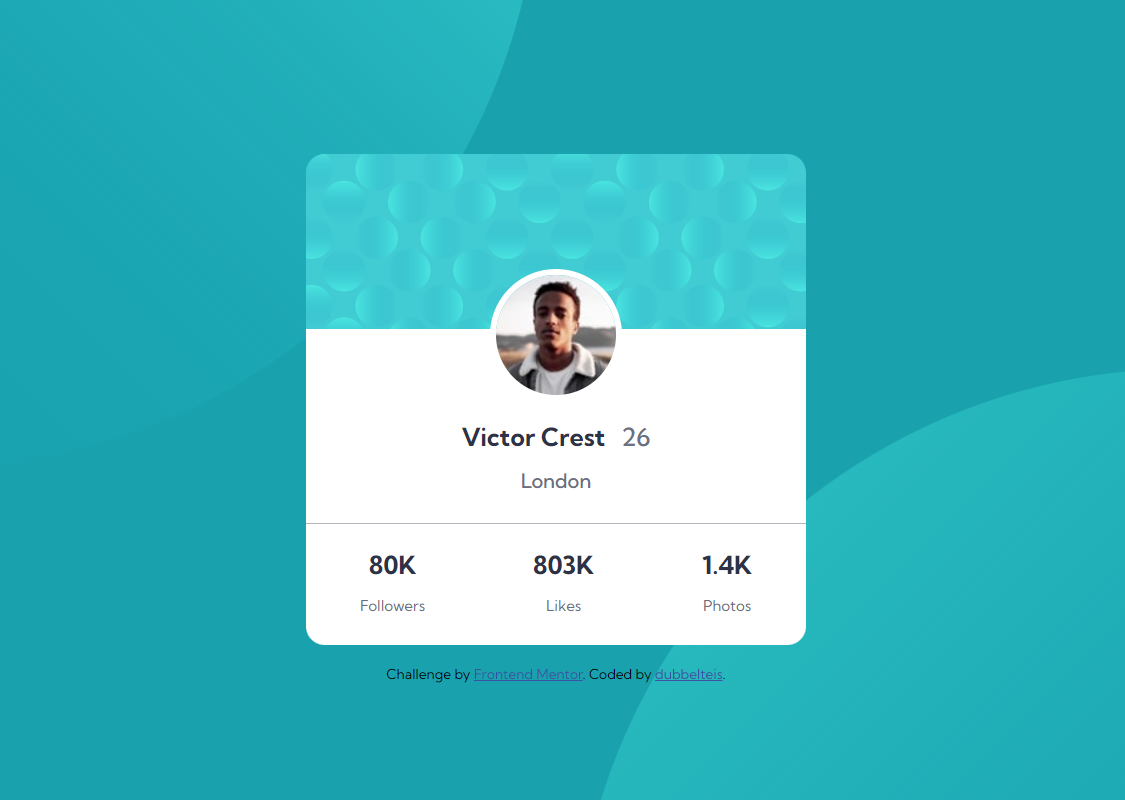 Victor Crest 26
London
80K 803K 1.4K
Followers Likes Photos
Challenge by Frontend Mentor. Coded by dubbelteis.